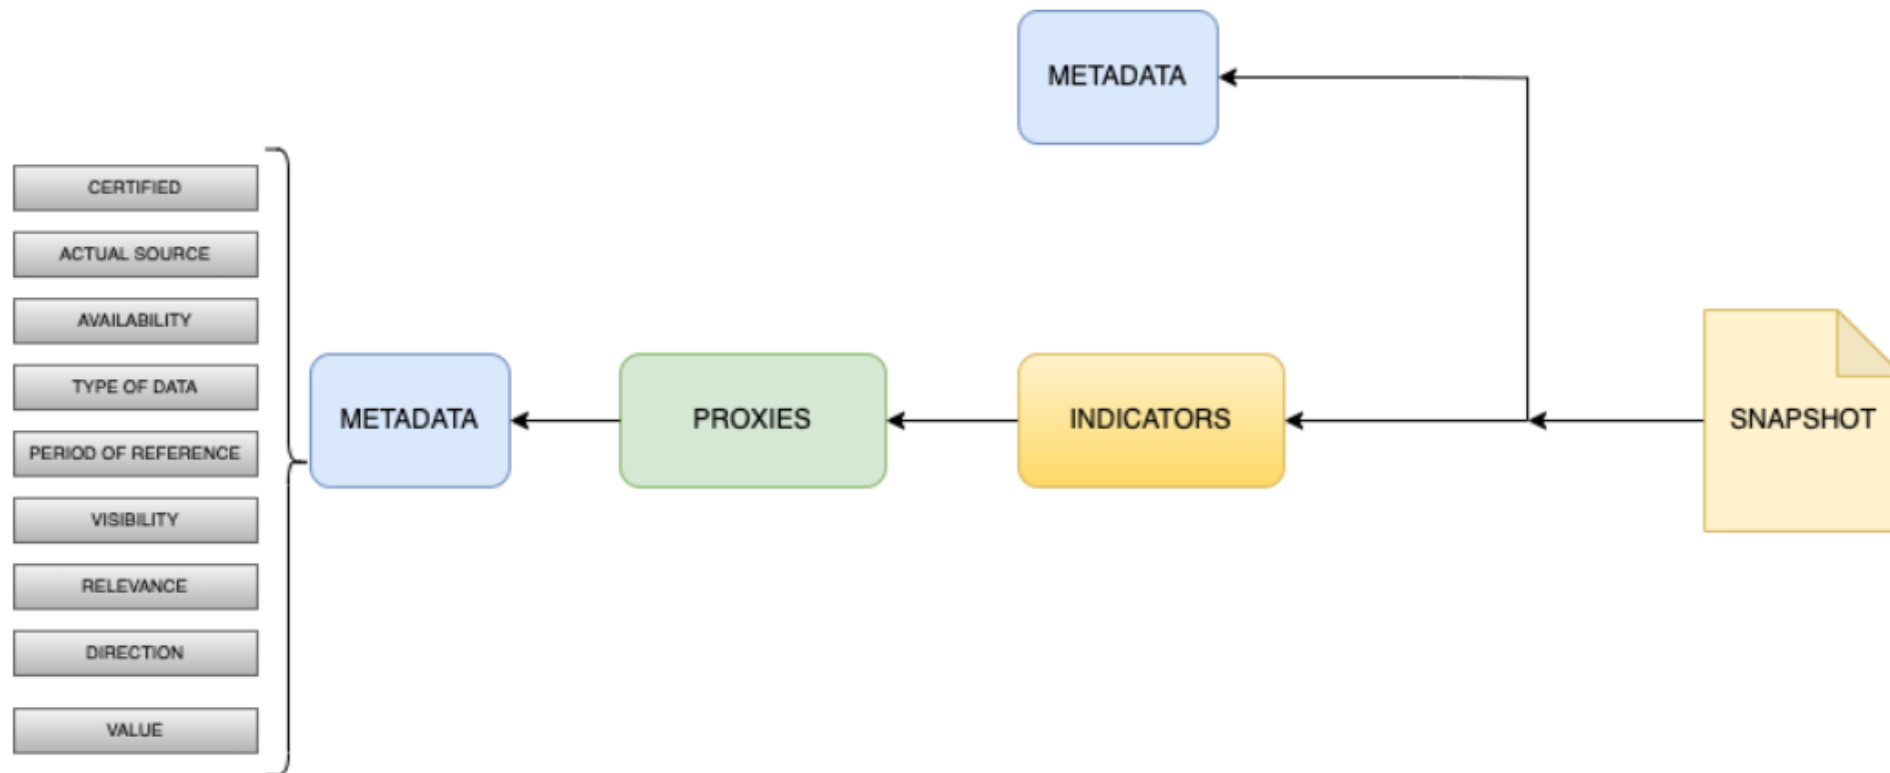 METADATA
CERTIFIED
ACTUAL SOURCE
AVAILABILITY
TYPE OF DATA
PERIOD OF REFERENCE
VISIBILITY
RELEVANCE
DIRECTION
VALUE
METADATA
PROXIES
INDICATORS
SNAPSHOT